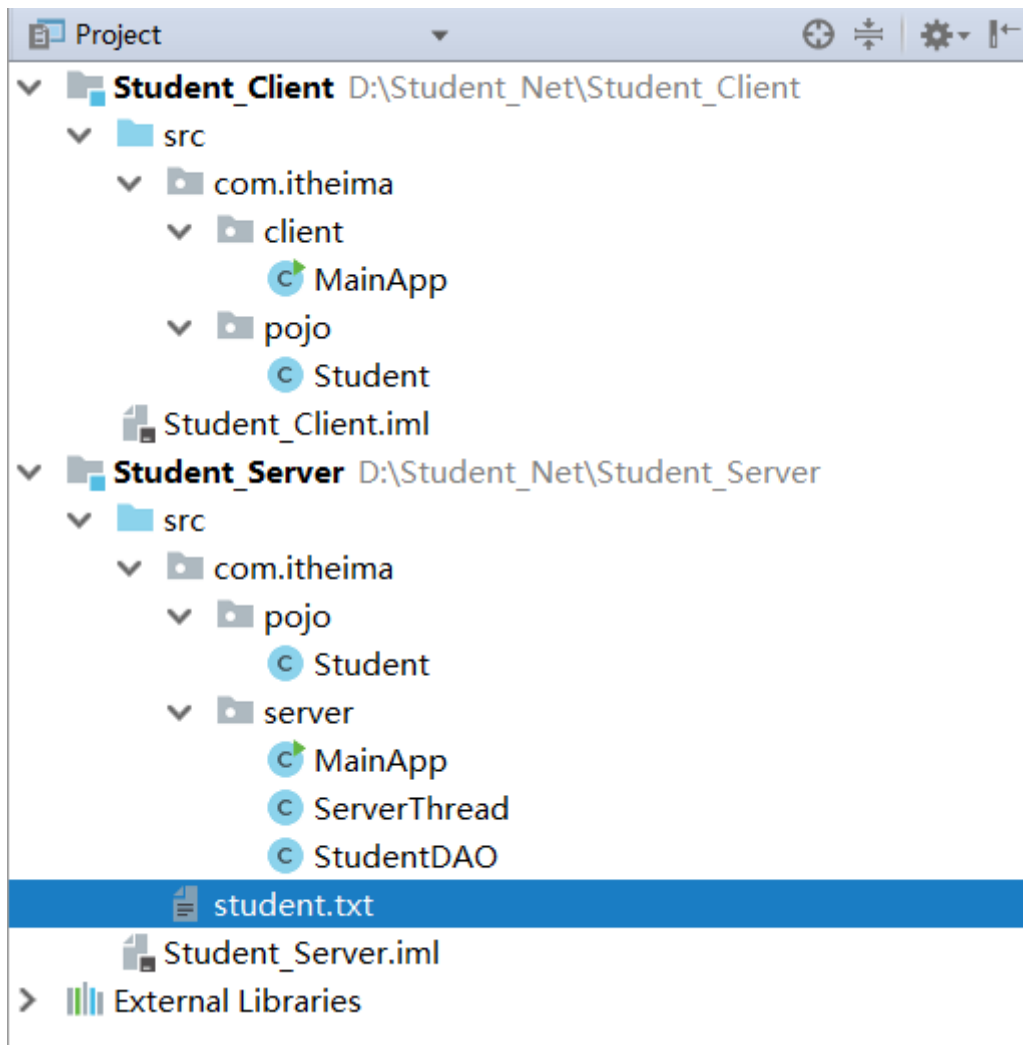 Project
Student_Client D:\Student_Net\Student_Client
src
com.itheima
client
MainApp
pojo
Student
Student_Client.iml
Student_Server D:\Student_Net\Student_Server
src
com.itheima
pojo
Student
server
MainApp
ServerThread
StudentDAO
student.txt
Student_Server.iml
External Libraries